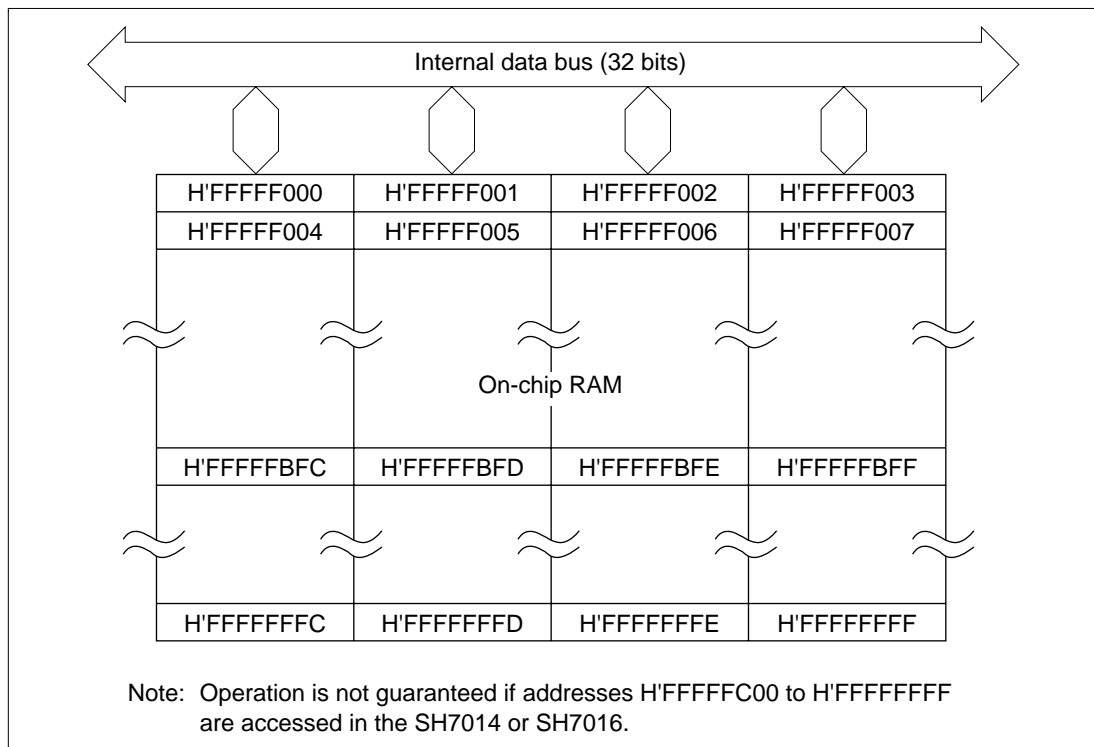 Internal data bus (32 bits)
H'FFFFF000 H'FFFFF001 H'FFFFF002 H'FFFFF003
H'FFFFF004 H'FFFFF005 H'FFFFF006 H'FFFFF007
On-chip RAM
H'FFFFFBFC H'FFFFFBFD H'FFFFFBFE H'FFFFFBFF
H'FFFFFFFC H'FFFFFFFD H'FFFFFFFE H'FFFFFFFF
Note: Operation is not guaranteed if addresses H'FFFFFC00 to H'FFFFFFFF
are accessed in the SH7014 or SH7016.